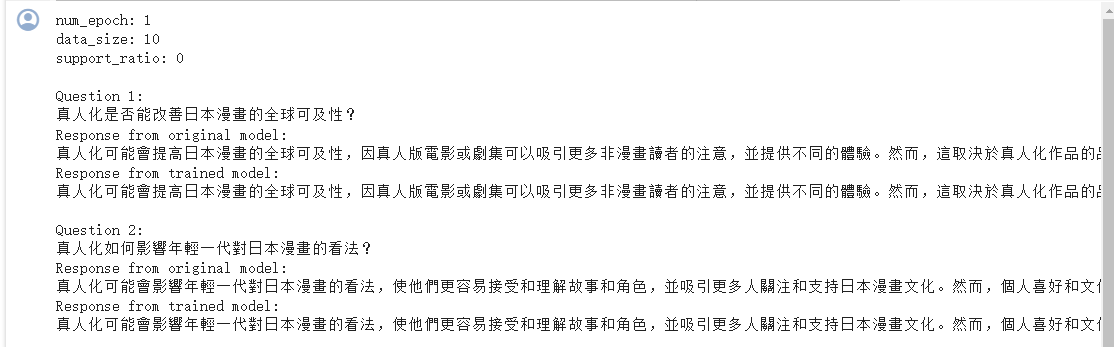 num_epoch: 1
data_size: 10
support_ratio: 0
Question 1:
真人化是否能改善日本漫畫的全球可及性？
Response from original model:
真人化可能會提高日本漫畫的全球可及性，因真人版電影或劇集可以吸引更多非漫畫讀者的注意，並提供不同的體驗。然而，這取決於真人化作品的品
Response from trained model:
真人化可能會提高日本漫畫的全球可及性，因真人版電影或劇集可以吸引更多非漫畫讀者的注意，並提供不同的體驗。然而，這取決於真人化作品的品
Question 2:
真人化如何影響年輕一代對日本漫畫的看法？
Response from original model:
真人化可能會影響年輕一代對日本漫畫的看法，使他們更容易接受和理解故事和角色，並吸引更多人關注和支持日本漫畫文化。然而，個人喜好和文
Response from trained model:
真人化可能會影響年輕一代對日本漫畫的看法，使他們更容易接受和理解故事和角色，並吸引更多人關注和支持日本漫畫文化。然而，個人喜好和文